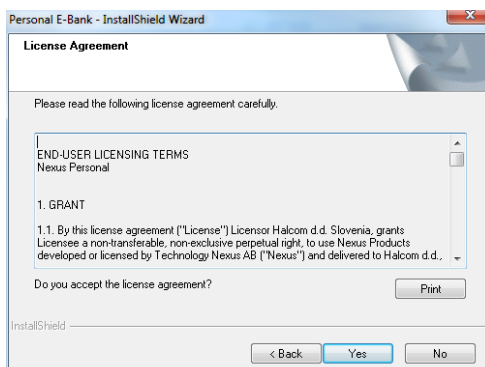 Personal E-Bank - InstallShield Wizard
License Agreement
Please read the following license agreement carefully.
END-USER LICENSING TERMS
Nexus Personal
1. GRANT
1.1. By this license agreement ("License") Licensor Halcom d.d. Slovenia, grants
Licensee a non-transferable, non-exclusive perpetual right, to use Nexus Products
developed or licensed by Technology Nexus AB ("Nexus") and delivered to Halcom d.d.,
Do you accept the license agreement?
Print
InstallShield
< Back
Yes
No